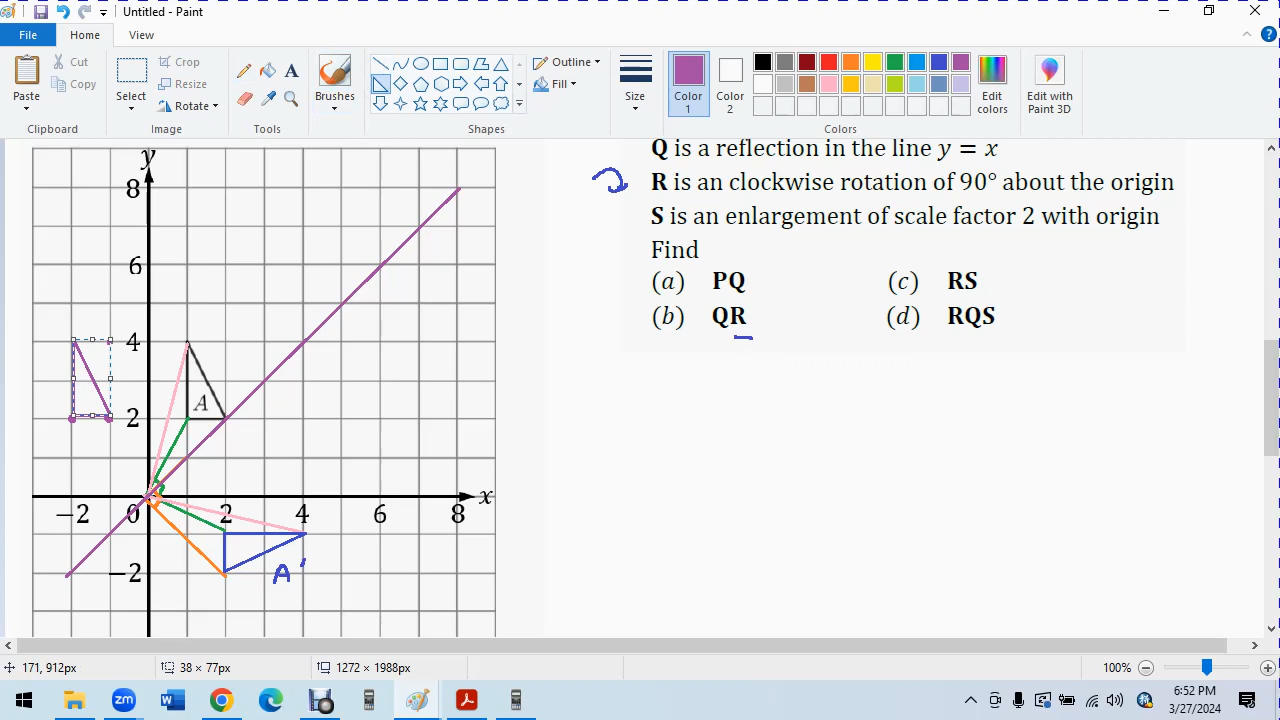 Untitled - Paint
File
Home
View
Paste
Cut
Copy
Clipboard
Select
Crop
Resize
Rotate
Image
A
Tools
Brushes
Outline
Fill
Shapes
Size
Color 1
Color 2
Edit colors
Edit with Paint 3D
Colors
y
8
6
4
2
A
−2
0
2
4
6
8
x
−2
A'
Q is a reflection in the line y = x
R is an clockwise rotation of 90° about the origin
S is an enlargement of scale factor 2 with origin
Find
(a) PQ (c) RS
(b) QR (d) RQS
171, 912px
38 × 77px
1272 × 1988px
100%
zm
W
6:52 PM
3/27/2024